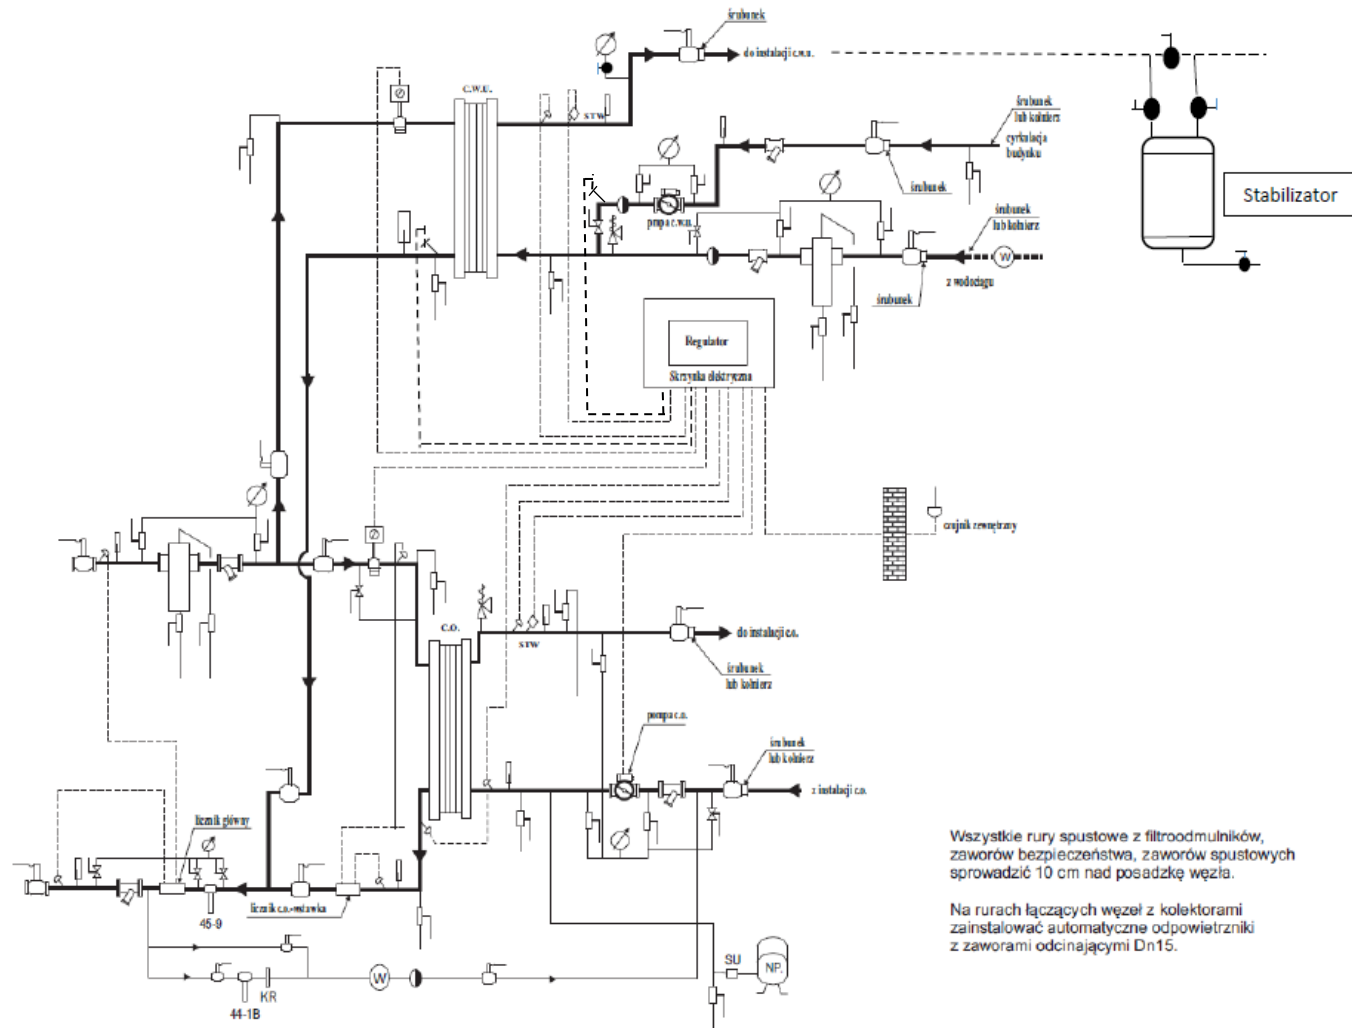 śrubunek
do instalacji c.w.u.
C.W.U.
STW
śrubunek
lub kołnierz
cyrkulacja
budynku
śrubunek
Stabilizator
pompa c.w.u.
śrubunek
lub kołnierz
W
z wodociągu
śrubunek
Regulator
Skrzynka elektryczna
czujnik zewnętrzny
C.O.
STW
do instalacji c.o.
śrubunek
lub kołnierz
pompa c.o.
śrubunek
lub kołnierz
z instalacji c.o.
licznik główny
licznik c.o.-wstawka
45-9
Wszystkie rury spustowe z filtroodmulników,
zaworów bezpieczeństwa, zaworów spustowych
sprowadzić 10 cm nad posadzkę węzła.
Na rurach łączących węzeł z kolektorami
zainstalować automatyczne odpowietrzniki
z zaworami odcinającymi Dn15.
W
SU
NP.
KR
44-1B